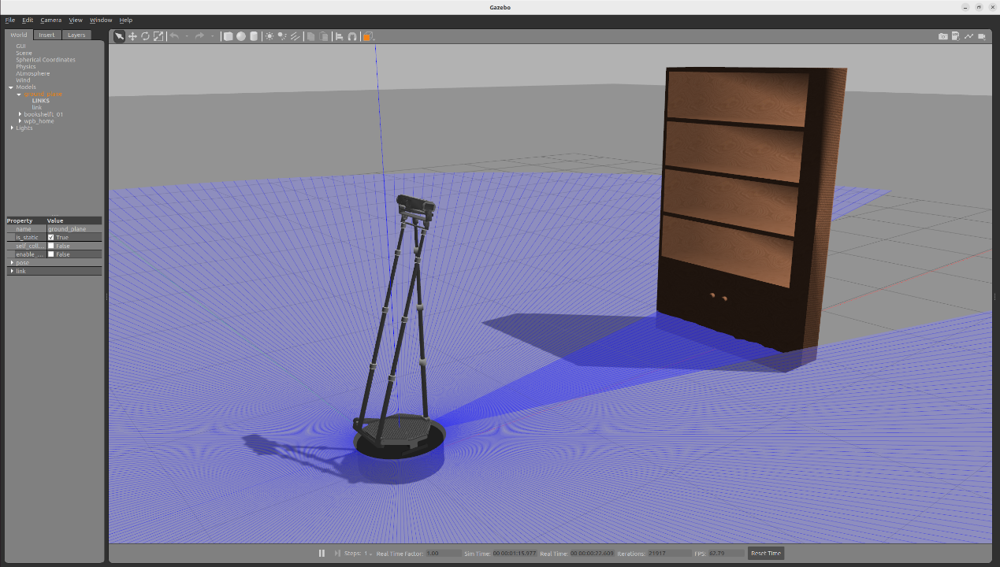 Gazebo
File Edit Camera View Window Help
World Insert Layers
GUI
Scene
Spherical Coordinates
Physics
Atmosphere
Wind
Models
ground_plane
LINKS
link
bookshelft_01
wpb_home
Lights
Property Value
name ground_plane
is_static True
self_coll... False
enable_... False
pose
link
Steps: 1 Real Time Factor: 1.00 Sim Time: 00 00:01:15.977 Real Time: 00 00:00:22.609 Iterations: 21917 FPS: 62.79 Reset Time